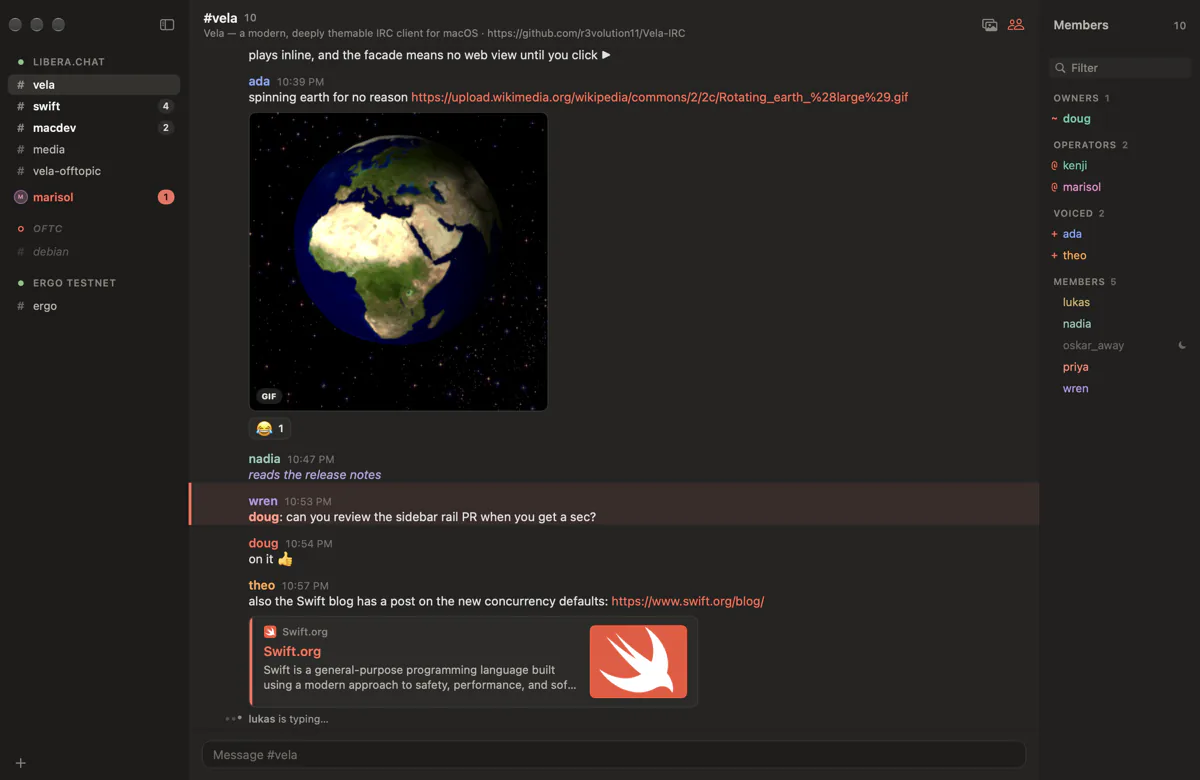 LIBERA.CHAT
# vela
# swift 4
# macdev 2
# media
# vela-offtopic
M marisol 1
OFTC
# debian
ERGO TESTNET
# ergo
+
#vela 10
Vela — a modern, deeply themable IRC client for macOS · https://github.com/r3volution11/Vela-IRC
plays inline, and the facade means no web view until you click ▶
ada 10:39 PM
spinning earth for no reason https://upload.wikimedia.org/wikipedia/commons/2/2c/Rotating_earth_%28large%29.gif
GIF
😂 1
nadia 10:47 PM
reads the release notes
wren 10:53 PM
doug: can you review the sidebar rail PR when you get a sec?
doug 10:54 PM
on it 👍
theo 10:57 PM
also the Swift blog has a post on the new concurrency defaults: https://www.swift.org/blog/
Swift.org
Swift.org
Swift is a general-purpose programming language built
using a modern approach to safety, performance, and sof...
lukas is typing...
Message #vela
Members 10
Filter
OWNERS 1
~ doug
OPERATORS 2
@ kenji
@ marisol
VOICED 2
+ ada
+ theo
MEMBERS 5
lukas
nadia
oskar_away
priya
wren